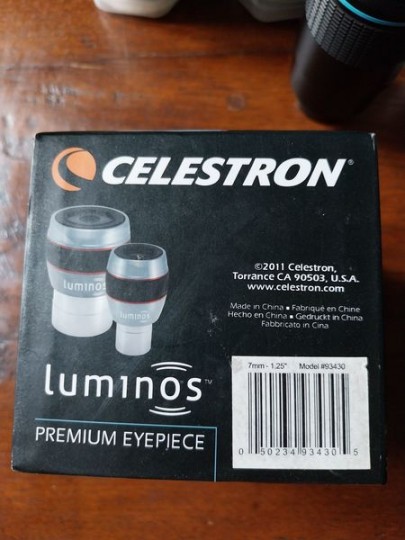 CELESTRON®
luminos
luminos
©2011 Celestron,
Torrance CA 90503, U.S.A.
www.celestron.com
Made in China ▪ Fabriqué en Chine
Hecho en China ▪ Gedruckt in China
Fabbricato in Cina
luminos™
PREMIUM EYEPIECE
7mm - 1.25" Model #93430
0 50234 93430 5